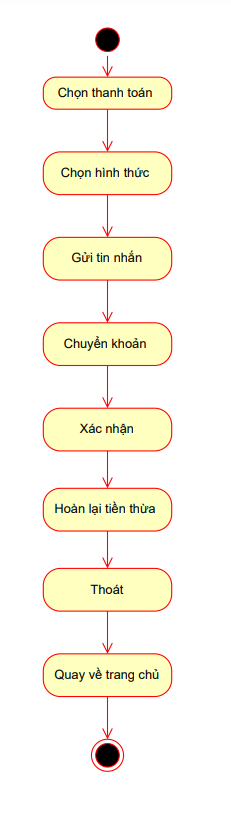 Chọn thanh toán
Chọn hình thức
Gửi tin nhắn
Chuyển khoản
Xác nhận
Hoàn lại tiền thừa
Thoát
Quay về trang chủ